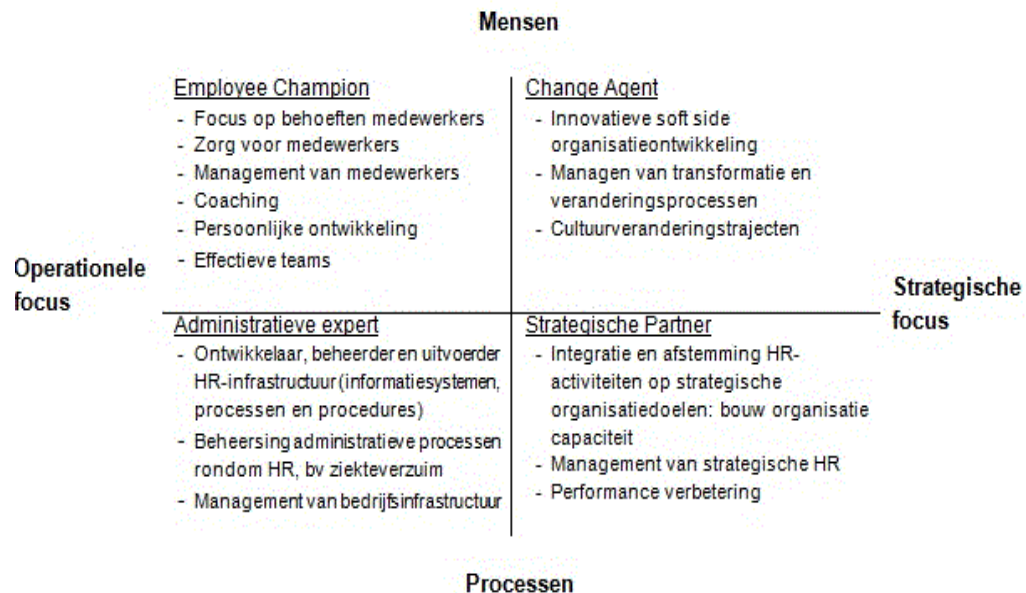 Mensen
Employee Champion
- Focus op behoeften medewerkers
- Zorg voor medewerkers
- Management van medewerkers
- Coaching
- Persoonlijke ontwikkeling
- Effectieve teams
Change Agent
- Innovatieve soft side
organisatieontwikkeling
- Managen van transformatie en
veranderingsprocessen
- Cultuurveranderingstrajecten
Operationele
focus
Strategische
focus
Administratieve expert
- Ontwikkelaar, beheerder en uitvoerder
HR-infrastructuur (informatiesystemen,
processen en procedures)
- Beheersing administratieve processen
rondom HR, bv ziekteverzuim
- Management van bedrijfsinfrastructuur
Strategische Partner
- Integratie en afstemming HR-
activiteiten op strategische
organisatiedoelen: bouw organisatie
capaciteit
- Management van strategische HR
- Performance verbetering
Processen